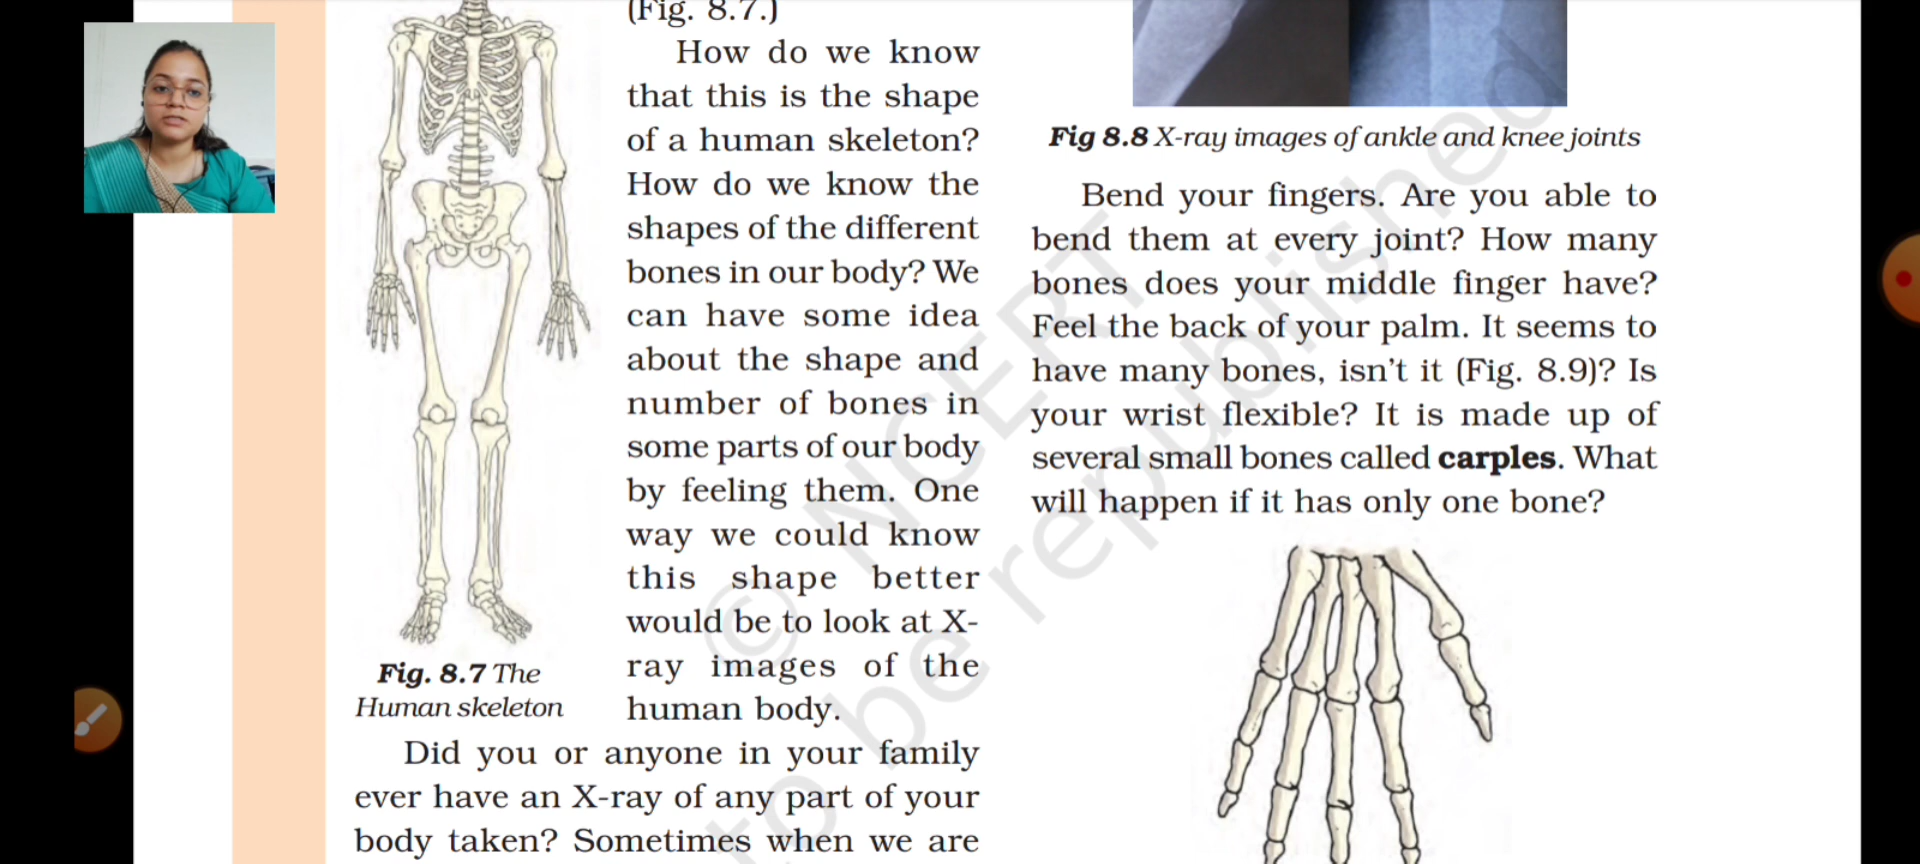 (Fig. 8.7.)
How do we know
that this is the shape
of a human skeleton?
How do we know the
shapes of the different
bones in our body? We
can have some idea
about the shape and
number of bones in
some parts of our body
by feeling them. One
way we could know
this shape better
would be to look at X-
ray images of the
human body.
Fig. 8.7 The
Human skeleton
Did you or anyone in your family
ever have an X-ray of any part of your
body taken? Sometimes when we are
Fig 8.8 X-ray images of ankle and knee joints
Bend your fingers. Are you able to
bend them at every joint? How many
bones does your middle finger have?
Feel the back of your palm. It seems to
have many bones, isn't it (Fig. 8.9)? Is
your wrist flexible? It is made up of
several small bones called carples. What
will happen if it has only one bone?
© NCERT
to be republished